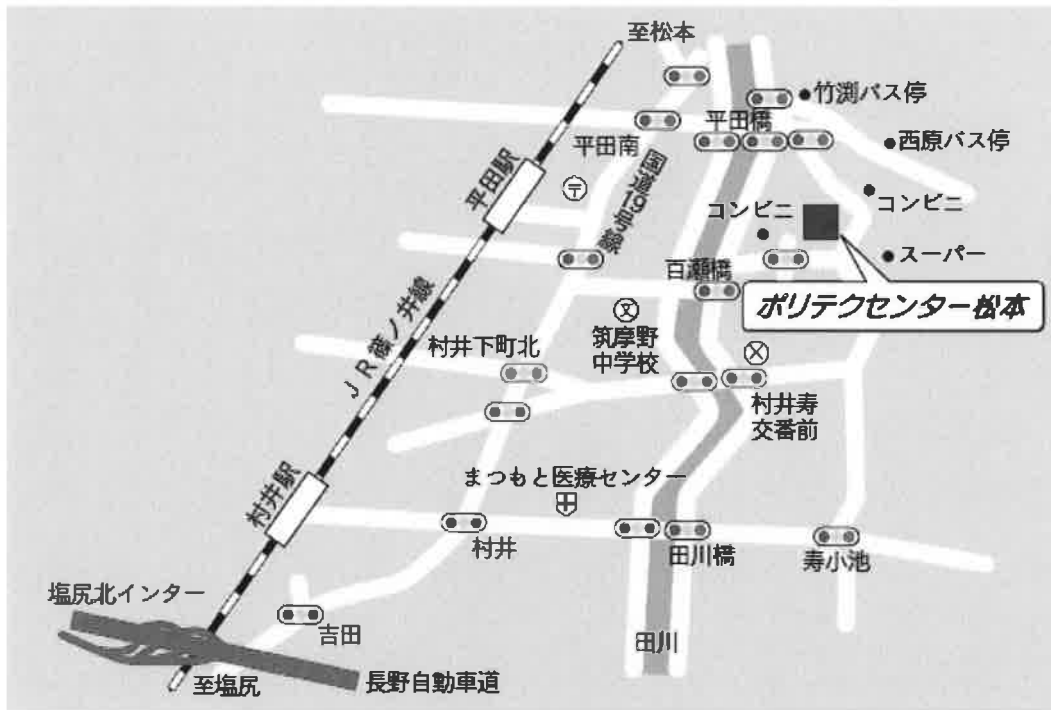 至松本
竹渕バス停
平田橋
平田南
西原バス停
平田駅
〒
国道19号線
コンビニ
コンビニ
スーパー
百瀬橋
ポリテクセンター松本
JR篠ノ井線
文
筑摩野
中学校
村井下町北
村井寿
交番前
まつもと医療センター
村井駅
村井
田川橋
寿小池
塩尻北インター
吉田
田川
至塩尻
長野自動車道